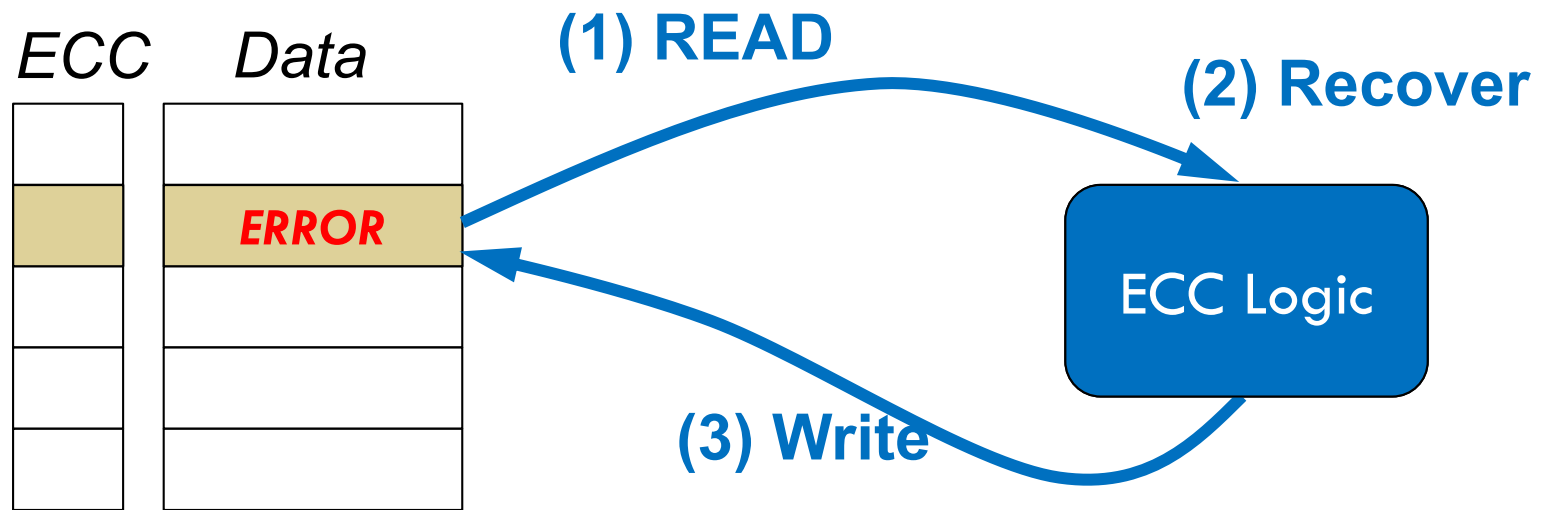 ECC Data
(1) READ
(2) Recover
ERROR
ECC Logic
(3) Write